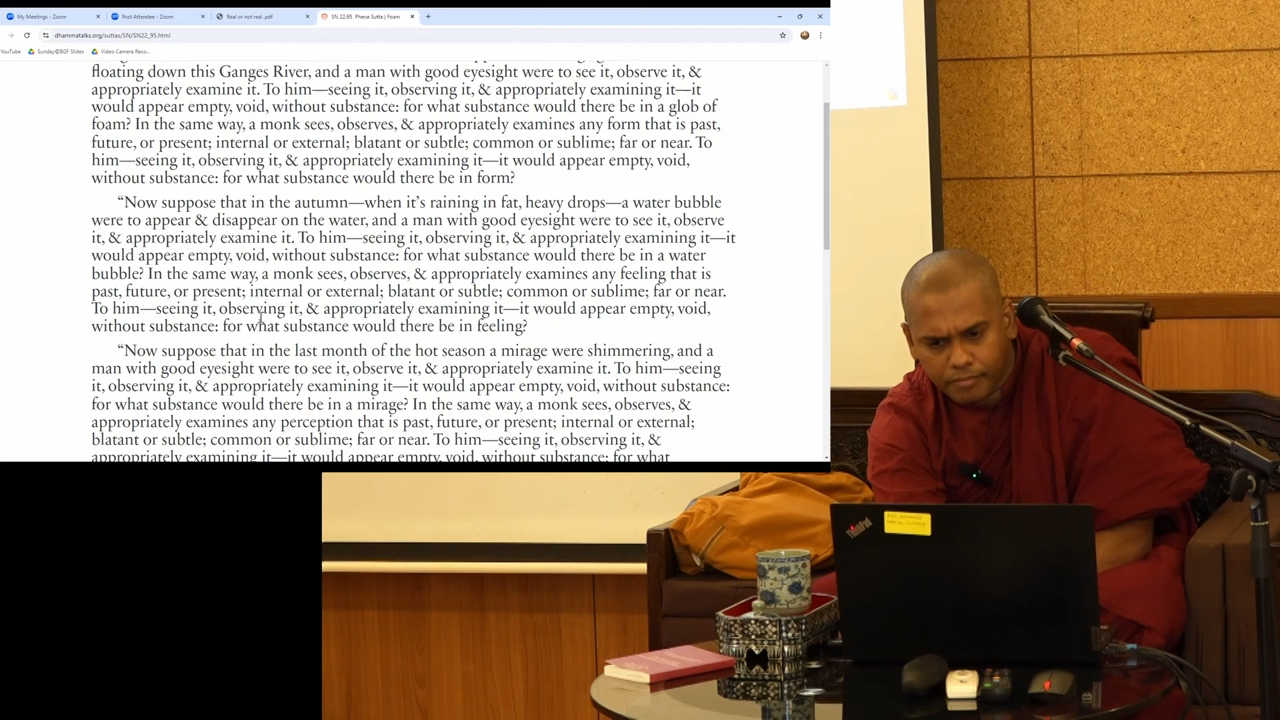 My Meetings - Zoom
Post Attendee - Zoom
Real or not real .pdf
SN 22:95 Pheṇa Sutta | Foam
dhammatalks.org/suttas/SN/SN22_95.html
YouTube
Sunday@BGF Slides
Video Camera Reco...
floating down this Ganges River, and a man with good eyesight were to see it, observe it, &
appropriately examine it. To him—seeing it, observing it, & appropriately examining it—it
would appear empty, void, without substance: for what substance would there be in a glob of
foam? In the same way, a monk sees, observes, & appropriately examines any form that is past,
future, or present; internal or external; blatant or subtle; common or sublime; far or near. To
him—seeing it, observing it, & appropriately examining it—it would appear empty, void,
without substance: for what substance would there be in form?
“Now suppose that in the autumn—when it’s raining in fat, heavy drops—a water bubble
were to appear & disappear on the water, and a man with good eyesight were to see it, observe
it, & appropriately examine it. To him—seeing it, observing it, & appropriately examining it—it
would appear empty, void, without substance: for what substance would there be in a water
bubble? In the same way, a monk sees, observes, & appropriately examines any feeling that is
past, future, or present; internal or external; blatant or subtle; common or sublime; far or near.
To him—seeing it, observing it, & appropriately examining it—it would appear empty, void,
without substance: for what substance would there be in feeling?
“Now suppose that in the last month of the hot season a mirage were shimmering, and a
man with good eyesight were to see it, observe it, & appropriately examine it. To him—seeing
it, observing it, & appropriately examining it—it would appear empty, void, without substance:
for what substance would there be in a mirage? In the same way, a monk sees, observes, &
appropriately examines any perception that is past, future, or present; internal or external;
blatant or subtle; common or sublime; far or near. To him—seeing it, observing it, &
appropriately examining it—it would appear empty, void, without substance: for what
ThinkPad